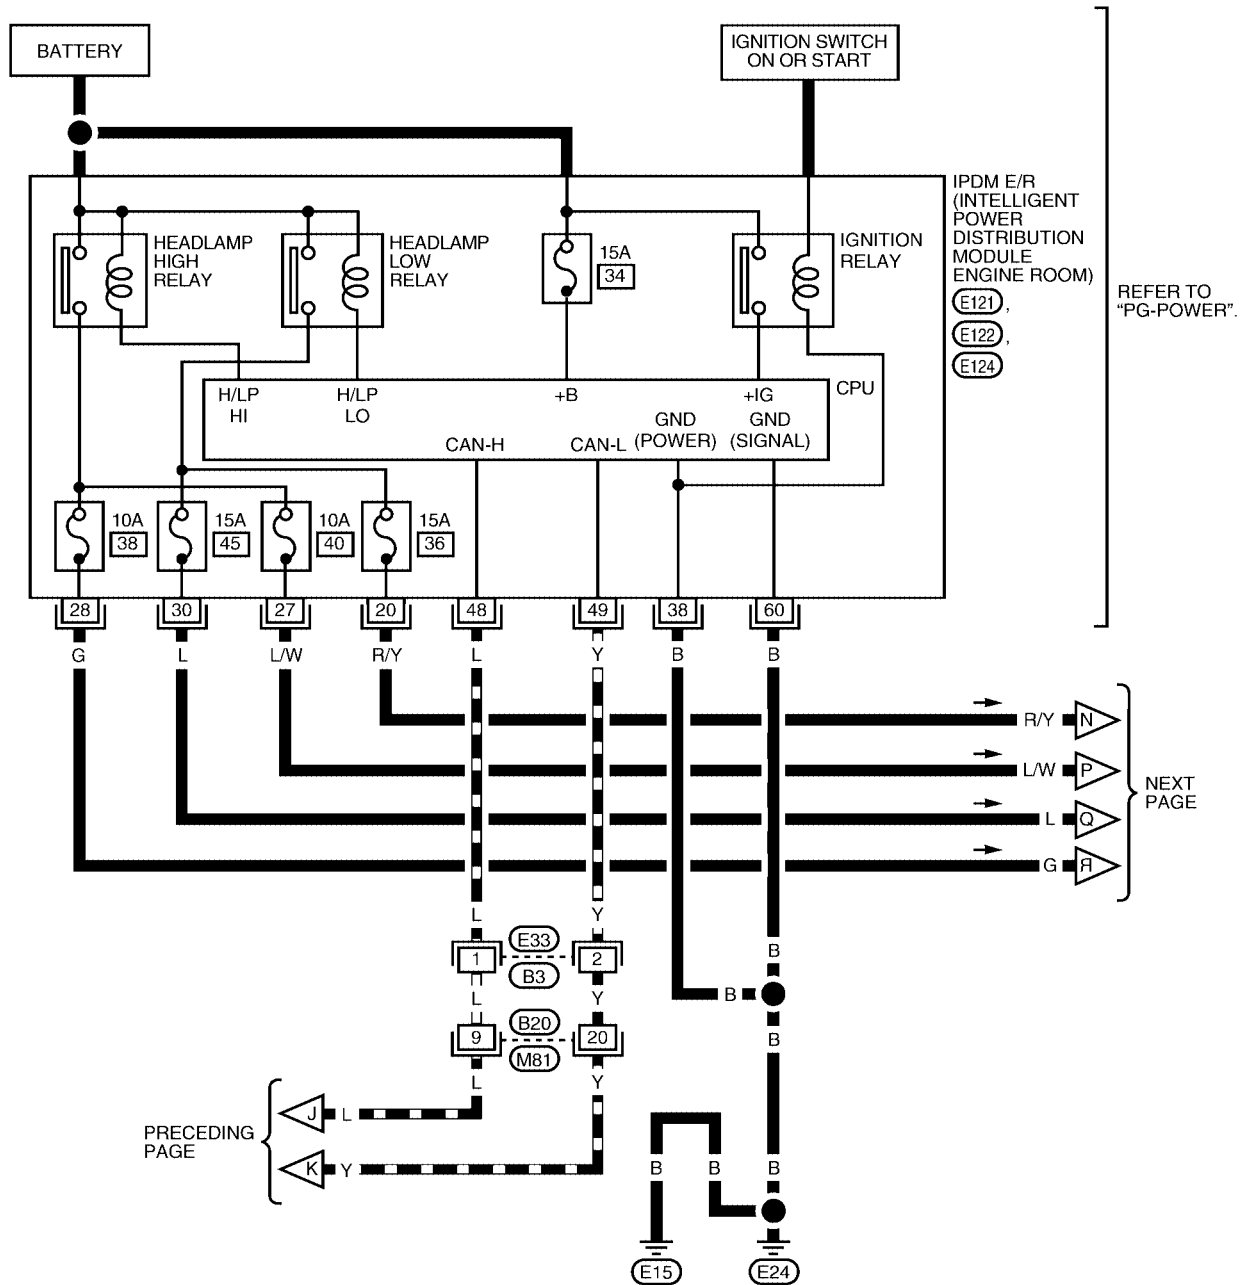 BATTERY
IGNITION SWITCH
ON OR START
IPDM E/R
(INTELLIGENT
POWER
DISTRIBUTION
MODULE
ENGINE ROOM)
E121 ,
E122 ,
E124
REFER TO
“PG-POWER”.
HEADLAMP
HIGH
RELAY
HEADLAMP
LOW
RELAY
15A
34
IGNITION
RELAY
H/LP
HI
H/LP
LO
+B
+IG
CPU
CAN-H
CAN-L
GND
(POWER)
GND
(SIGNAL)
10A
38
15A
45
10A
40
15A
36
28
30
27
20
48
49
38
60
G
L
L/W
R/Y
L
Y
B
B
R/Y
N
L/W
P
L
Q
G
Я
NEXT
PAGE
L
Y
B
1
E33
B3
2
L
Y
B
B
9
B20
M81
20
L
Y
J
L
K
Y
PRECEDING
PAGE
B
B
B
E15
E24